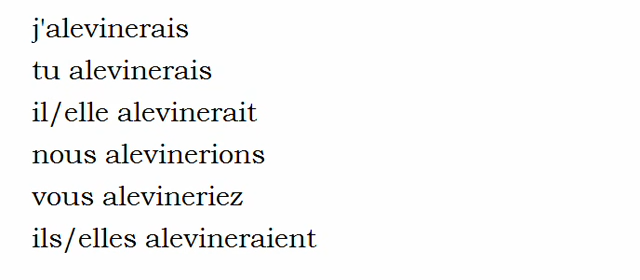 j'alevinerais
tu alevinerais
il/elle alevinerait
nous alevinerions
vous alevineriez
ils/elles alevineraient